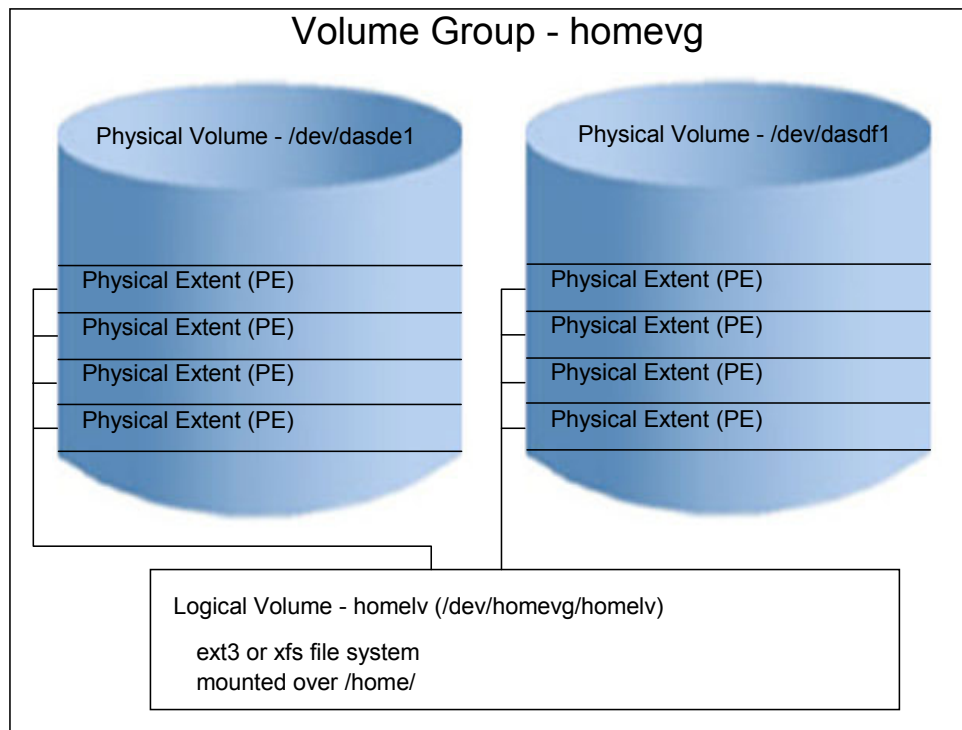 Volume Group - homevg
Physical Volume - /dev/dasde1
Physical Extent (PE)
Physical Extent (PE)
Physical Extent (PE)
Physical Extent (PE)
Physical Volume - /dev/dasdf1
Physical Extent (PE)
Physical Extent (PE)
Physical Extent (PE)
Physical Extent (PE)
Logical Volume - homelv (/dev/homevg/homelv)
ext3 or xfs file system
mounted over /home/